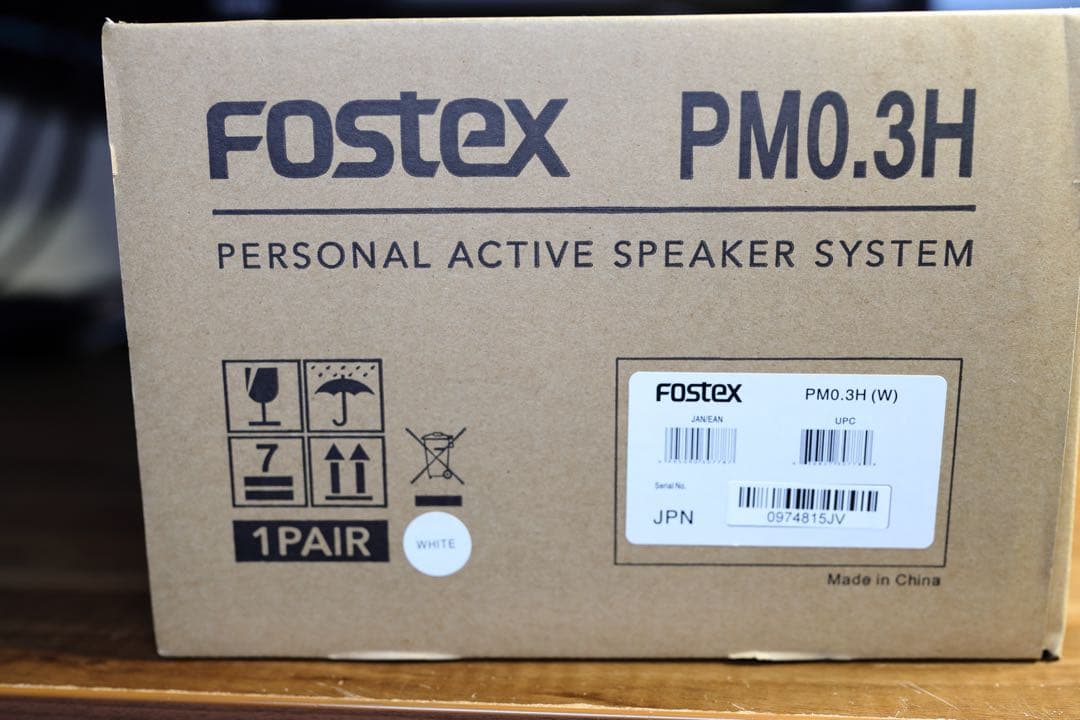 FOSTEX PM0.3H
PERSONAL ACTIVE SPEAKER SYSTEM
7
1PAIR
WHITE
FOSTEX PM0.3H (W)
JAN/EAN UPC
Serial No.
JPN 0974815JV
Made in China